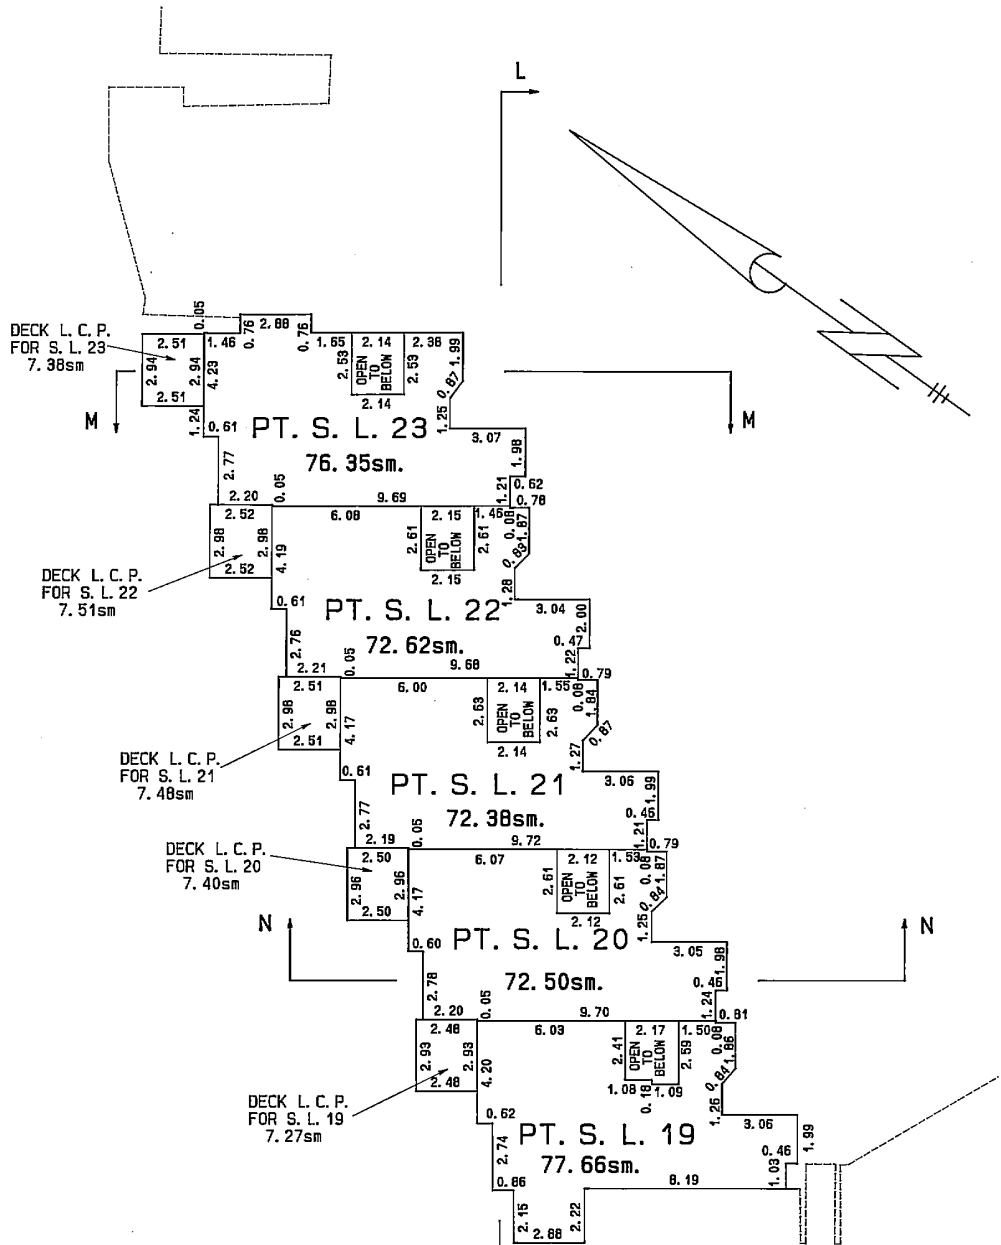 L
DECK L. C. P.
FOR S. L. 23
7. 38sm
M
M
0. 05
2. 88
2. 51
1. 46
0. 76
0. 76
1. 65
2. 14
2. 38
2. 94
2. 94
4. 23
2. 53
OPEN
TO
BELOW
2. 53
1. 99
0. 87
2. 51
2. 14
1. 24
0. 61
PT. S. L. 23
76. 35sm.
1. 25
3. 07
1. 98
2. 77
1. 21
0. 62
2. 20
0. 05
9. 69
0. 78
2. 52
6. 08
2. 15
1. 46
0. 08
1. 87
2. 98
2. 98
4. 19
2. 61
OPEN
TO
BELOW
2. 61
0. 89
2. 52
2. 15
DECK L. C. P.
FOR S. L. 22
7. 51sm
0. 61
PT. S. L. 22
72. 62sm.
1. 28
3. 04
2. 00
2. 76
0. 47
1. 22
2. 21
0. 05
9. 68
0. 79
2. 51
6. 00
2. 14
1. 55
0. 08
1. 84
2. 98
2. 98
4. 17
2. 63
OPEN
TO
BELOW
2. 63
0. 87
2. 51
2. 14
DECK L. C. P.
FOR S. L. 21
7. 48sm
0. 61
PT. S. L. 21
72. 38sm.
1. 27
3. 06
1. 99
2. 77
0. 46
1. 21
2. 19
0. 05
9. 72
0. 79
DECK L. C. P.
FOR S. L. 20
7. 40sm
2. 50
6. 07
2. 12
1. 53
0. 08
1. 87
2. 96
2. 96
4. 17
2. 61
OPEN
TO
BELOW
2. 61
0. 84
2. 50
2. 12
N
N
0. 60
PT. S. L. 20
72. 50sm.
1. 25
3. 05
1. 98
2. 78
0. 46
1. 24
2. 20
0. 05
9. 70
0. 81
2. 48
6. 03
2. 17
1. 50
0. 08
1. 86
2. 93
2. 93
4. 20
2. 41
OPEN
TO
BELOW
2. 59
0. 84
2. 48
1. 08
0. 18
1. 09
DECK L. C. P.
FOR S. L. 19
7. 27sm
0. 62
PT. S. L. 19
77. 66sm.
1. 26
3. 06
1. 99
2. 74
0. 46
1. 03
0. 86
8. 19
2. 15
2. 22
2. 88